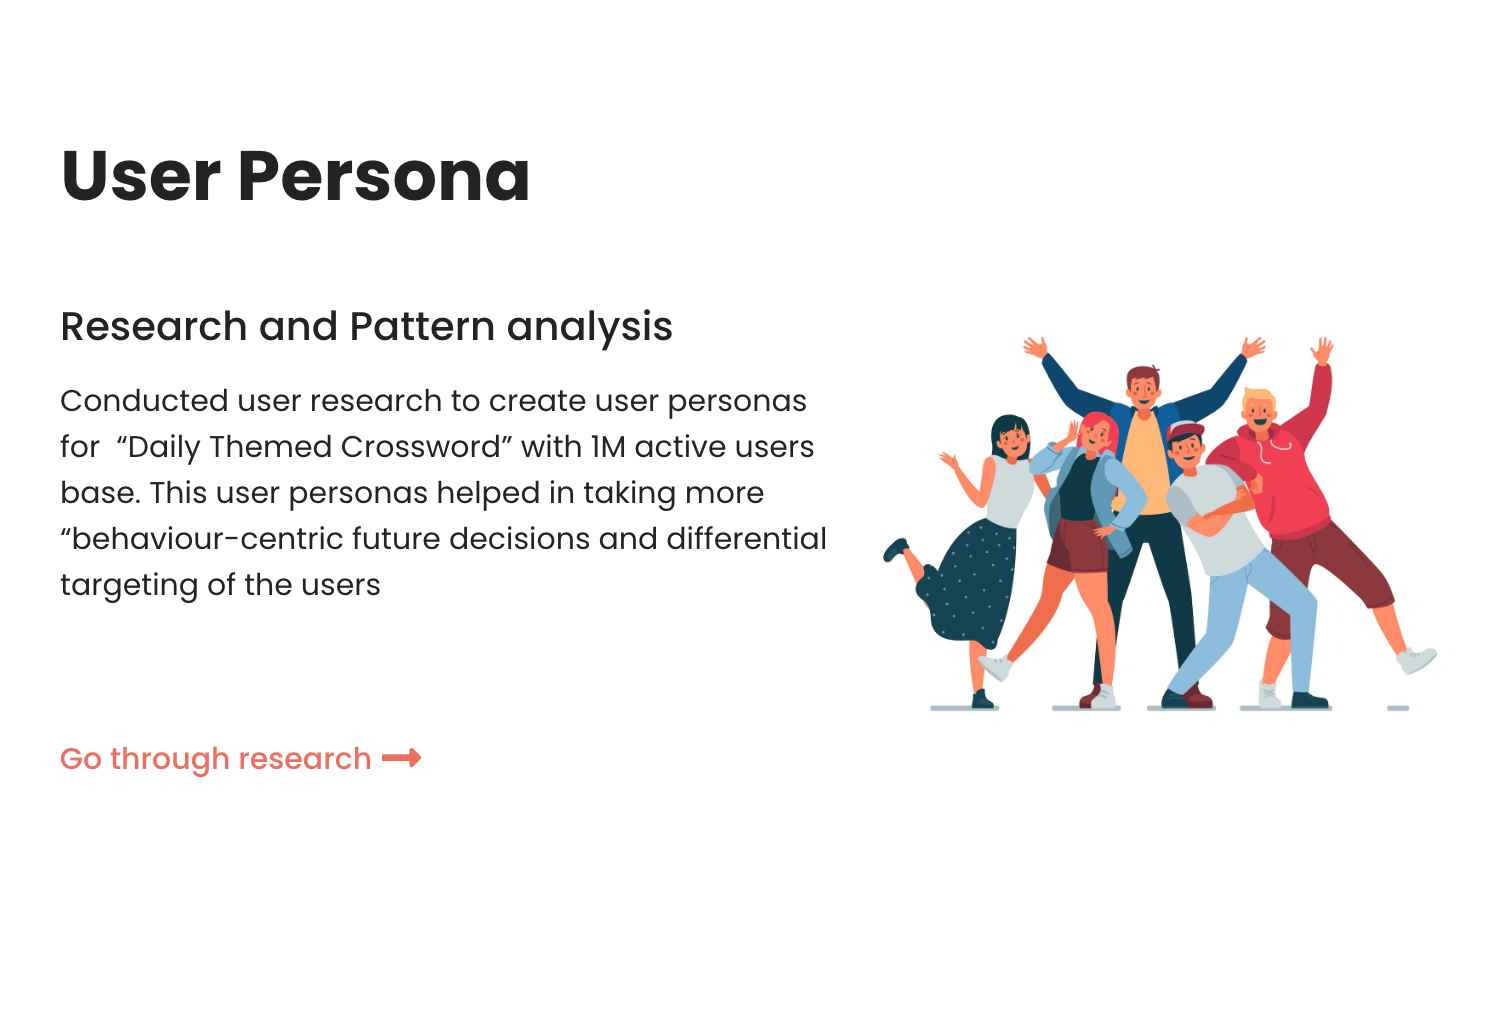 User Persona
Research and Pattern analysis
Conducted user research to create user personas
for  “Daily Themed Crossword” with 1M active users
base. This user personas helped in taking more
“behaviour-centric future decisions and differential
targeting of the users
Go through research